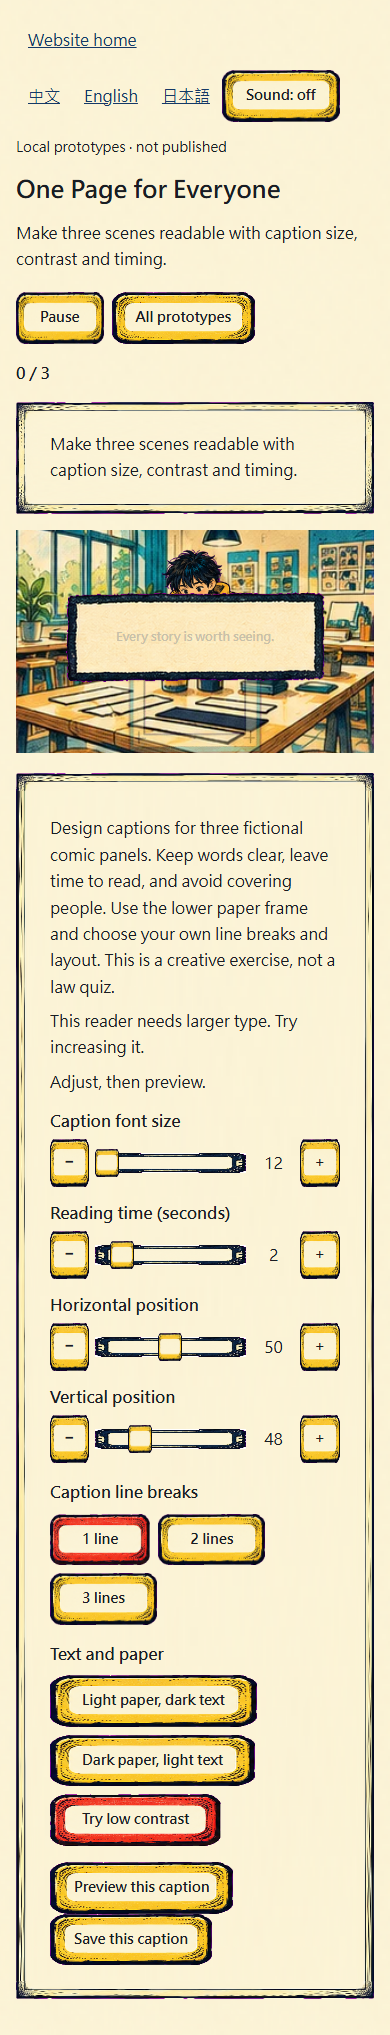 Website home
中文 English 日本語 Sound: off
Local prototypes · not published
One Page for Everyone
Make three scenes readable with caption size,
contrast and timing.
Pause All prototypes
0 / 3
Make three scenes readable with
caption size, contrast and timing.
Every story is worth seeing.
Design captions for three fictional
comic panels. Keep words clear, leave
time to read, and avoid covering
people. Use the lower paper frame
and choose your own line breaks and
layout. This is a creative exercise, not a
law quiz.
This reader needs larger type. Try
increasing it.
Adjust, then preview.
Caption font size
− 12 +
Reading time (seconds)
− 2 +
Horizontal position
− 50 +
Vertical position
− 48 +
Caption line breaks
1 line 2 lines
3 lines
Text and paper
Light paper, dark text
Dark paper, light text
Try low contrast
Preview this caption
Save this caption